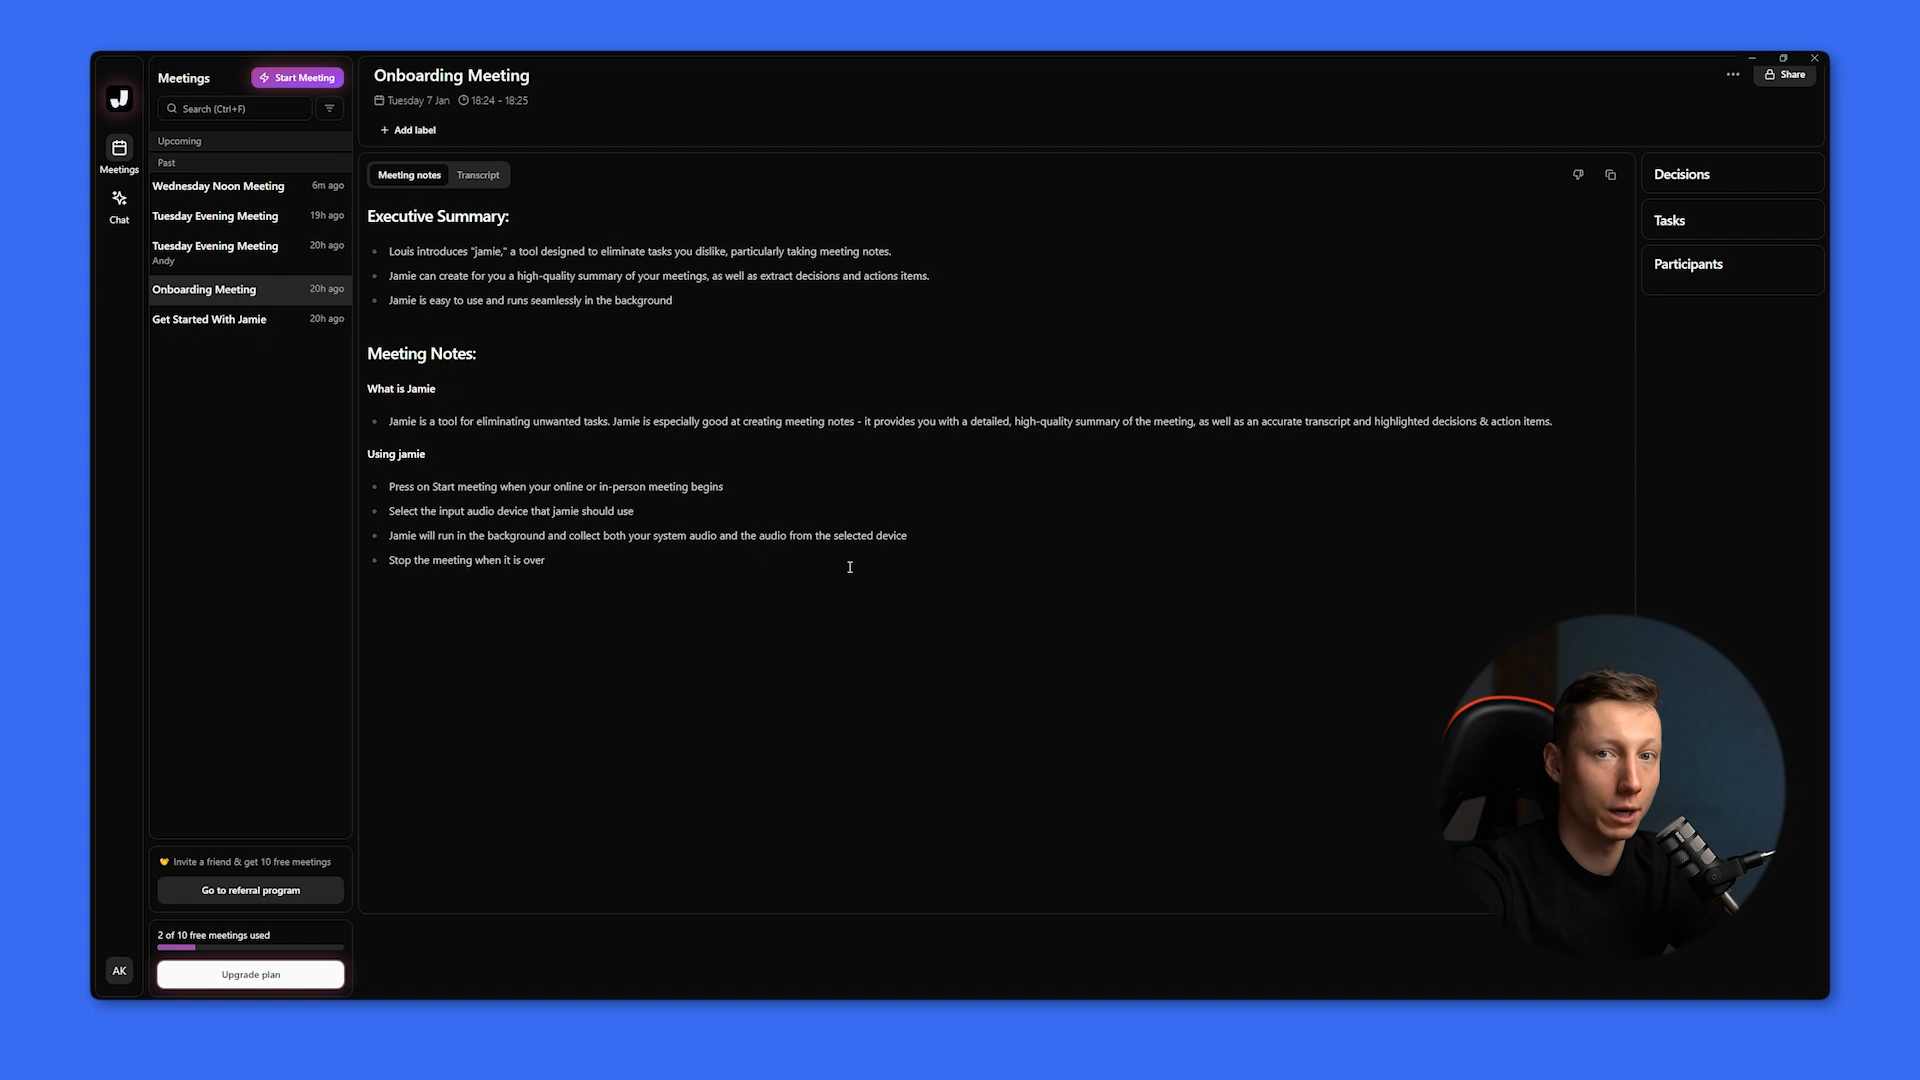 Meetings
Start Meeting
Search (Ctrl+F)
Upcoming
Past
Wednesday Noon Meeting 6m ago
Tuesday Evening Meeting 19h ago
Tuesday Evening Meeting 20h ago
Andy
Onboarding Meeting 20h ago
Get Started With Jamie 20h ago
Invite a friend & get 10 free meetings
Go to referral program
2 of 10 free meetings used
Upgrade plan
J
Meetings
Chat
AK
Onboarding Meeting
Tuesday 7 Jan 18:24 - 18:25
+ Add label
Share
Meeting notes Transcript
Executive Summary:
Louis introduces "jamie," a tool designed to eliminate tasks you dislike, particularly taking meeting notes.
Jamie can create for you a high-quality summary of your meetings, as well as extract decisions and actions items.
Jamie is easy to use and runs seamlessly in the background
Meeting Notes:
What is Jamie
Jamie is a tool for eliminating unwanted tasks. Jamie is especially good at creating meeting notes - it provides you with a detailed, high-quality summary of the meeting, as well as an accurate transcript and highlighted decisions & action items.
Using jamie
Press on Start meeting when your online or in-person meeting begins
Select the input audio device that jamie should use
Jamie will run in the background and collect both your system audio and the audio from the selected device
Stop the meeting when it is over
Decisions
Tasks
Participants